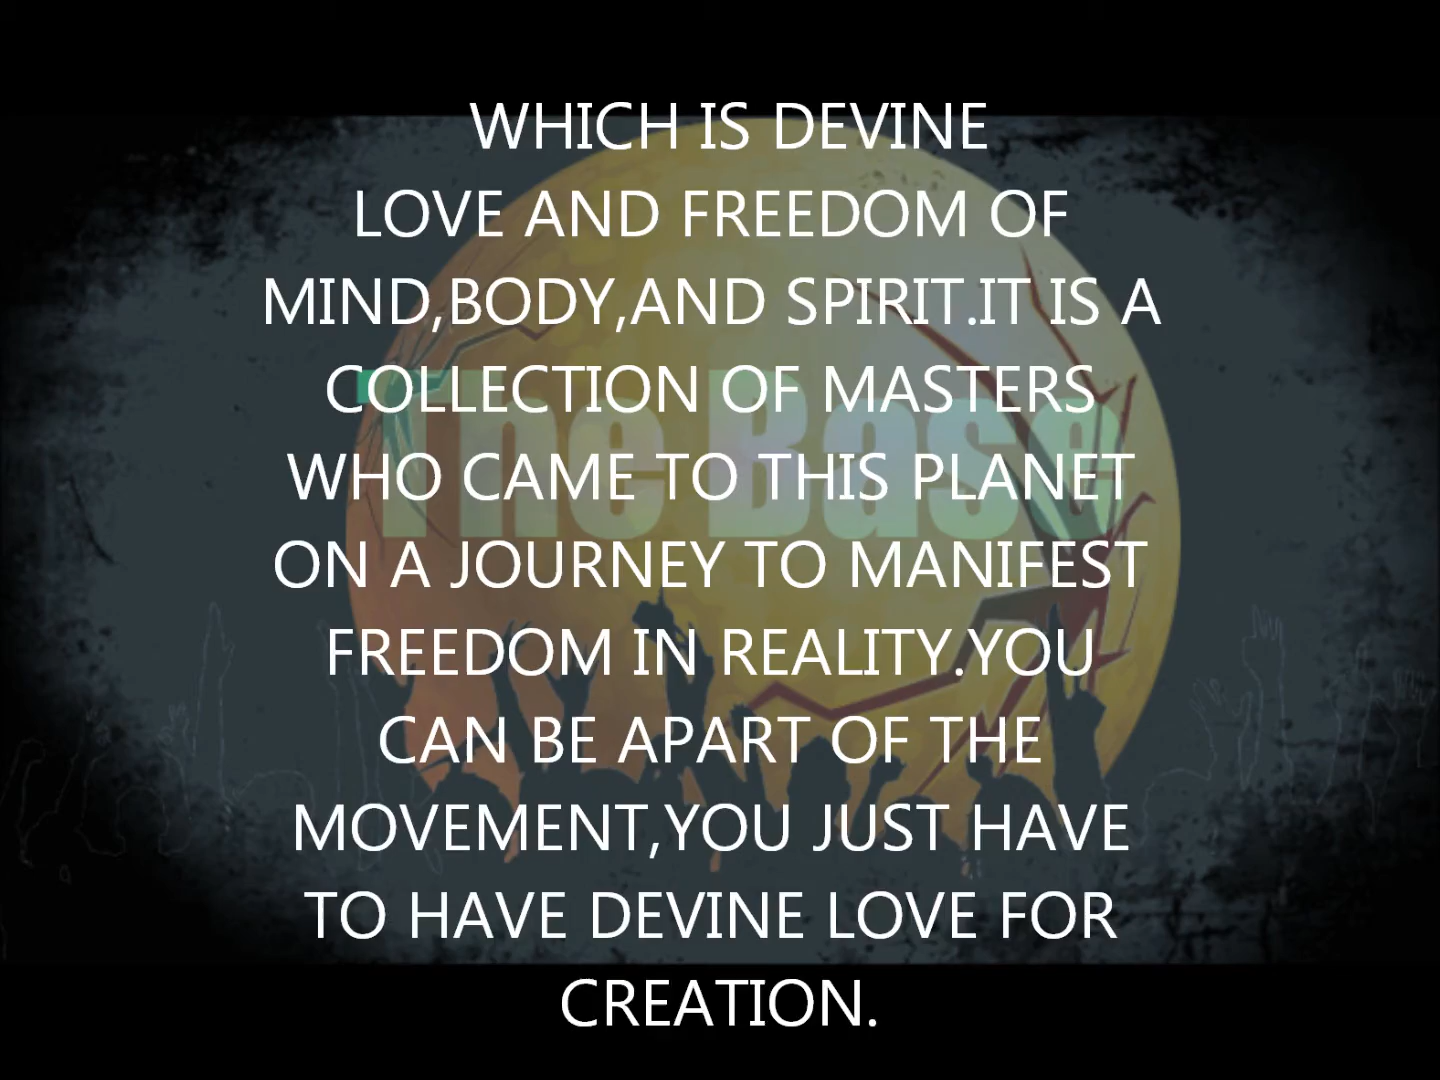 WHICH IS DEVINE
LOVE AND FREEDOM OF
MIND,BODY,AND SPIRIT.IT IS A
COLLECTION OF MASTERS
WHO CAME TO THIS PLANET
ON A JOURNEY TO MANIFEST
FREEDOM IN REALITY.YOU
CAN BE APART OF THE
MOVEMENT,YOU JUST HAVE
TO HAVE DEVINE LOVE FOR
CREATION.
The Base